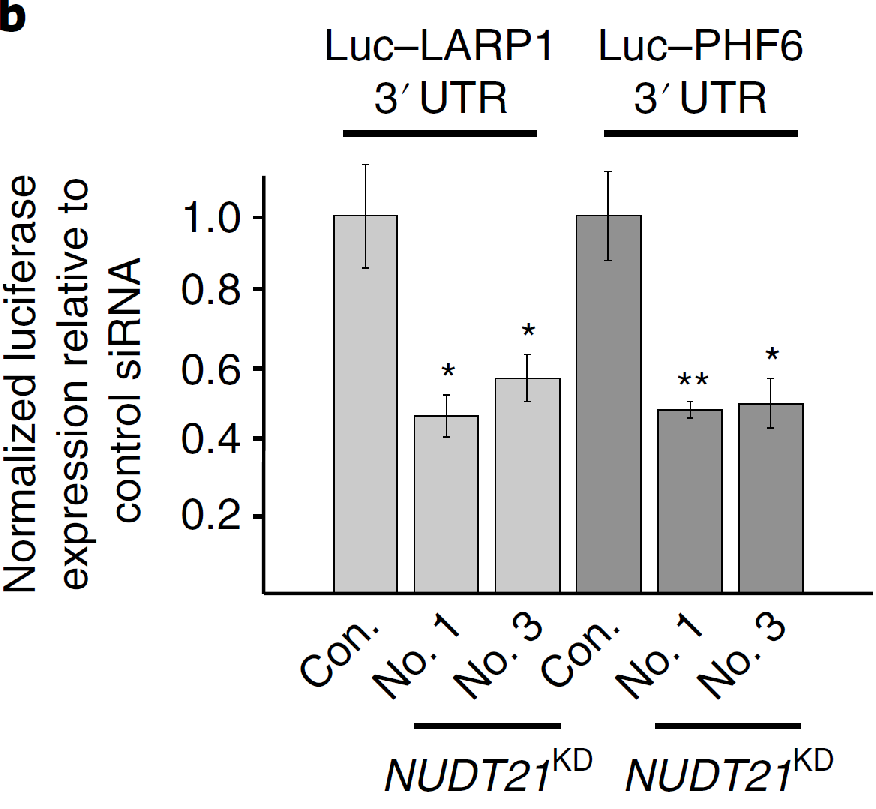 b
Luc–LARP1 3′ UTR
Luc–PHF6 3′ UTR
Normalized luciferase
expression relative to
control siRNA
1.0
0.8
0.6
0.4
0.2
*
*
**
*
Con.
No. 1
No. 3
Con.
No. 1
No. 3
NUDT21KD
NUDT21KD